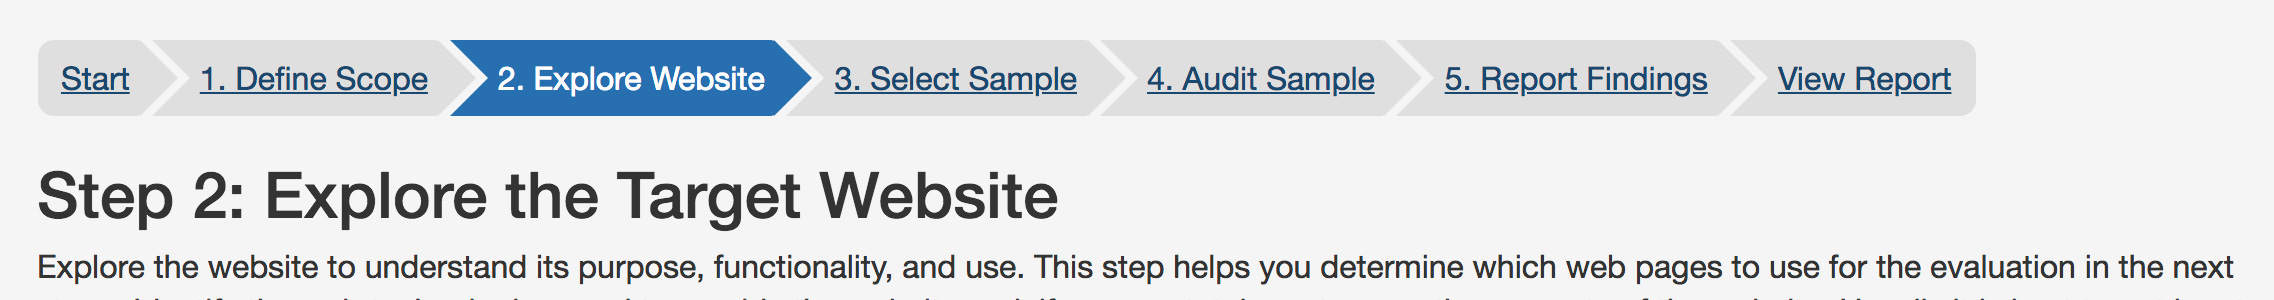 Start 1. Define Scope 2. Explore Website 3. Select Sample 4. Audit Sample 5. Report Findings View Report
Step 2: Explore the Target Website
Explore the website to understand its purpose, functionality, and use. This step helps you determine which web pages to use for the evaluation in the next